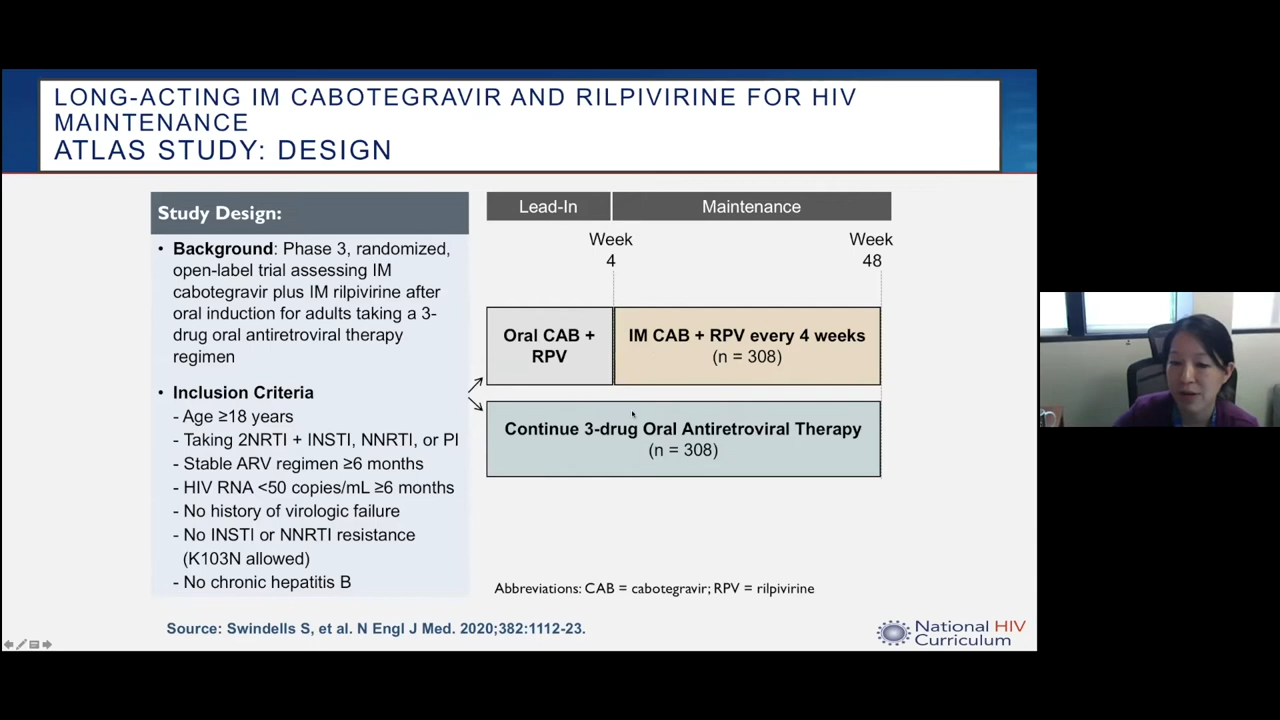 LONG-ACTING IM CABOTEGRAVIR AND RILPIVIRINE FOR HIV
MAINTENANCE
ATLAS STUDY: DESIGN
Study Design:
• Background: Phase 3, randomized,
open-label trial assessing IM
cabotegravir plus IM rilpivirine after
oral induction for adults taking a 3-
drug oral antiretroviral therapy
regimen
• Inclusion Criteria
- Age ≥18 years
- Taking 2NRTI + INSTI, NNRTI, or PI
- Stable ARV regimen ≥6 months
- HIV RNA <50 copies/mL ≥6 months
- No history of virologic failure
- No INSTI or NNRTI resistance
(K103N allowed)
- No chronic hepatitis B
Lead-In
Maintenance
Week
4
Week
48
Oral CAB +
RPV
IM CAB + RPV every 4 weeks
(n = 308)
Continue 3-drug Oral Antiretroviral Therapy
(n = 308)
Abbreviations: CAB = cabotegravir; RPV = rilpivirine
Source: Swindells S, et al. N Engl J Med. 2020;382:1112-23.
National HIV
Curriculum